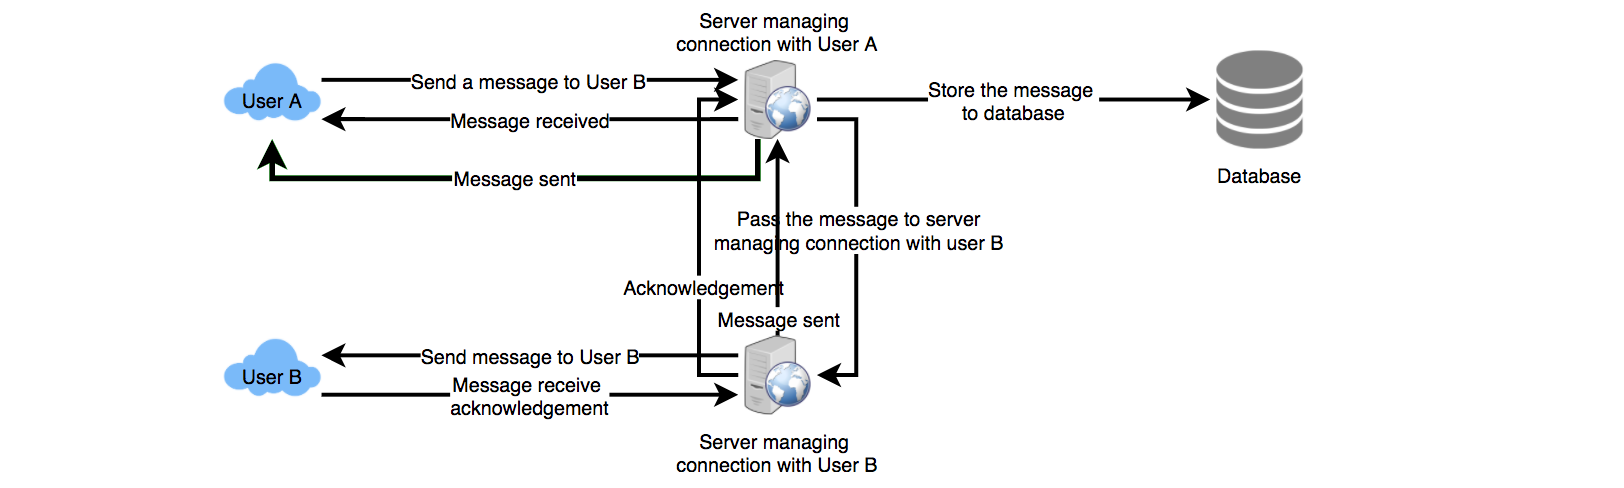 Server managing
connection with User A
User A
Send a message to User B
Store the message
to database
Message received
Database
Message sent
Pass the message to server
managing connection with user B
Acknowledgement
Message sent
User B
Send message to User B
Message receive
acknowledgement
Server managing
connection with User B